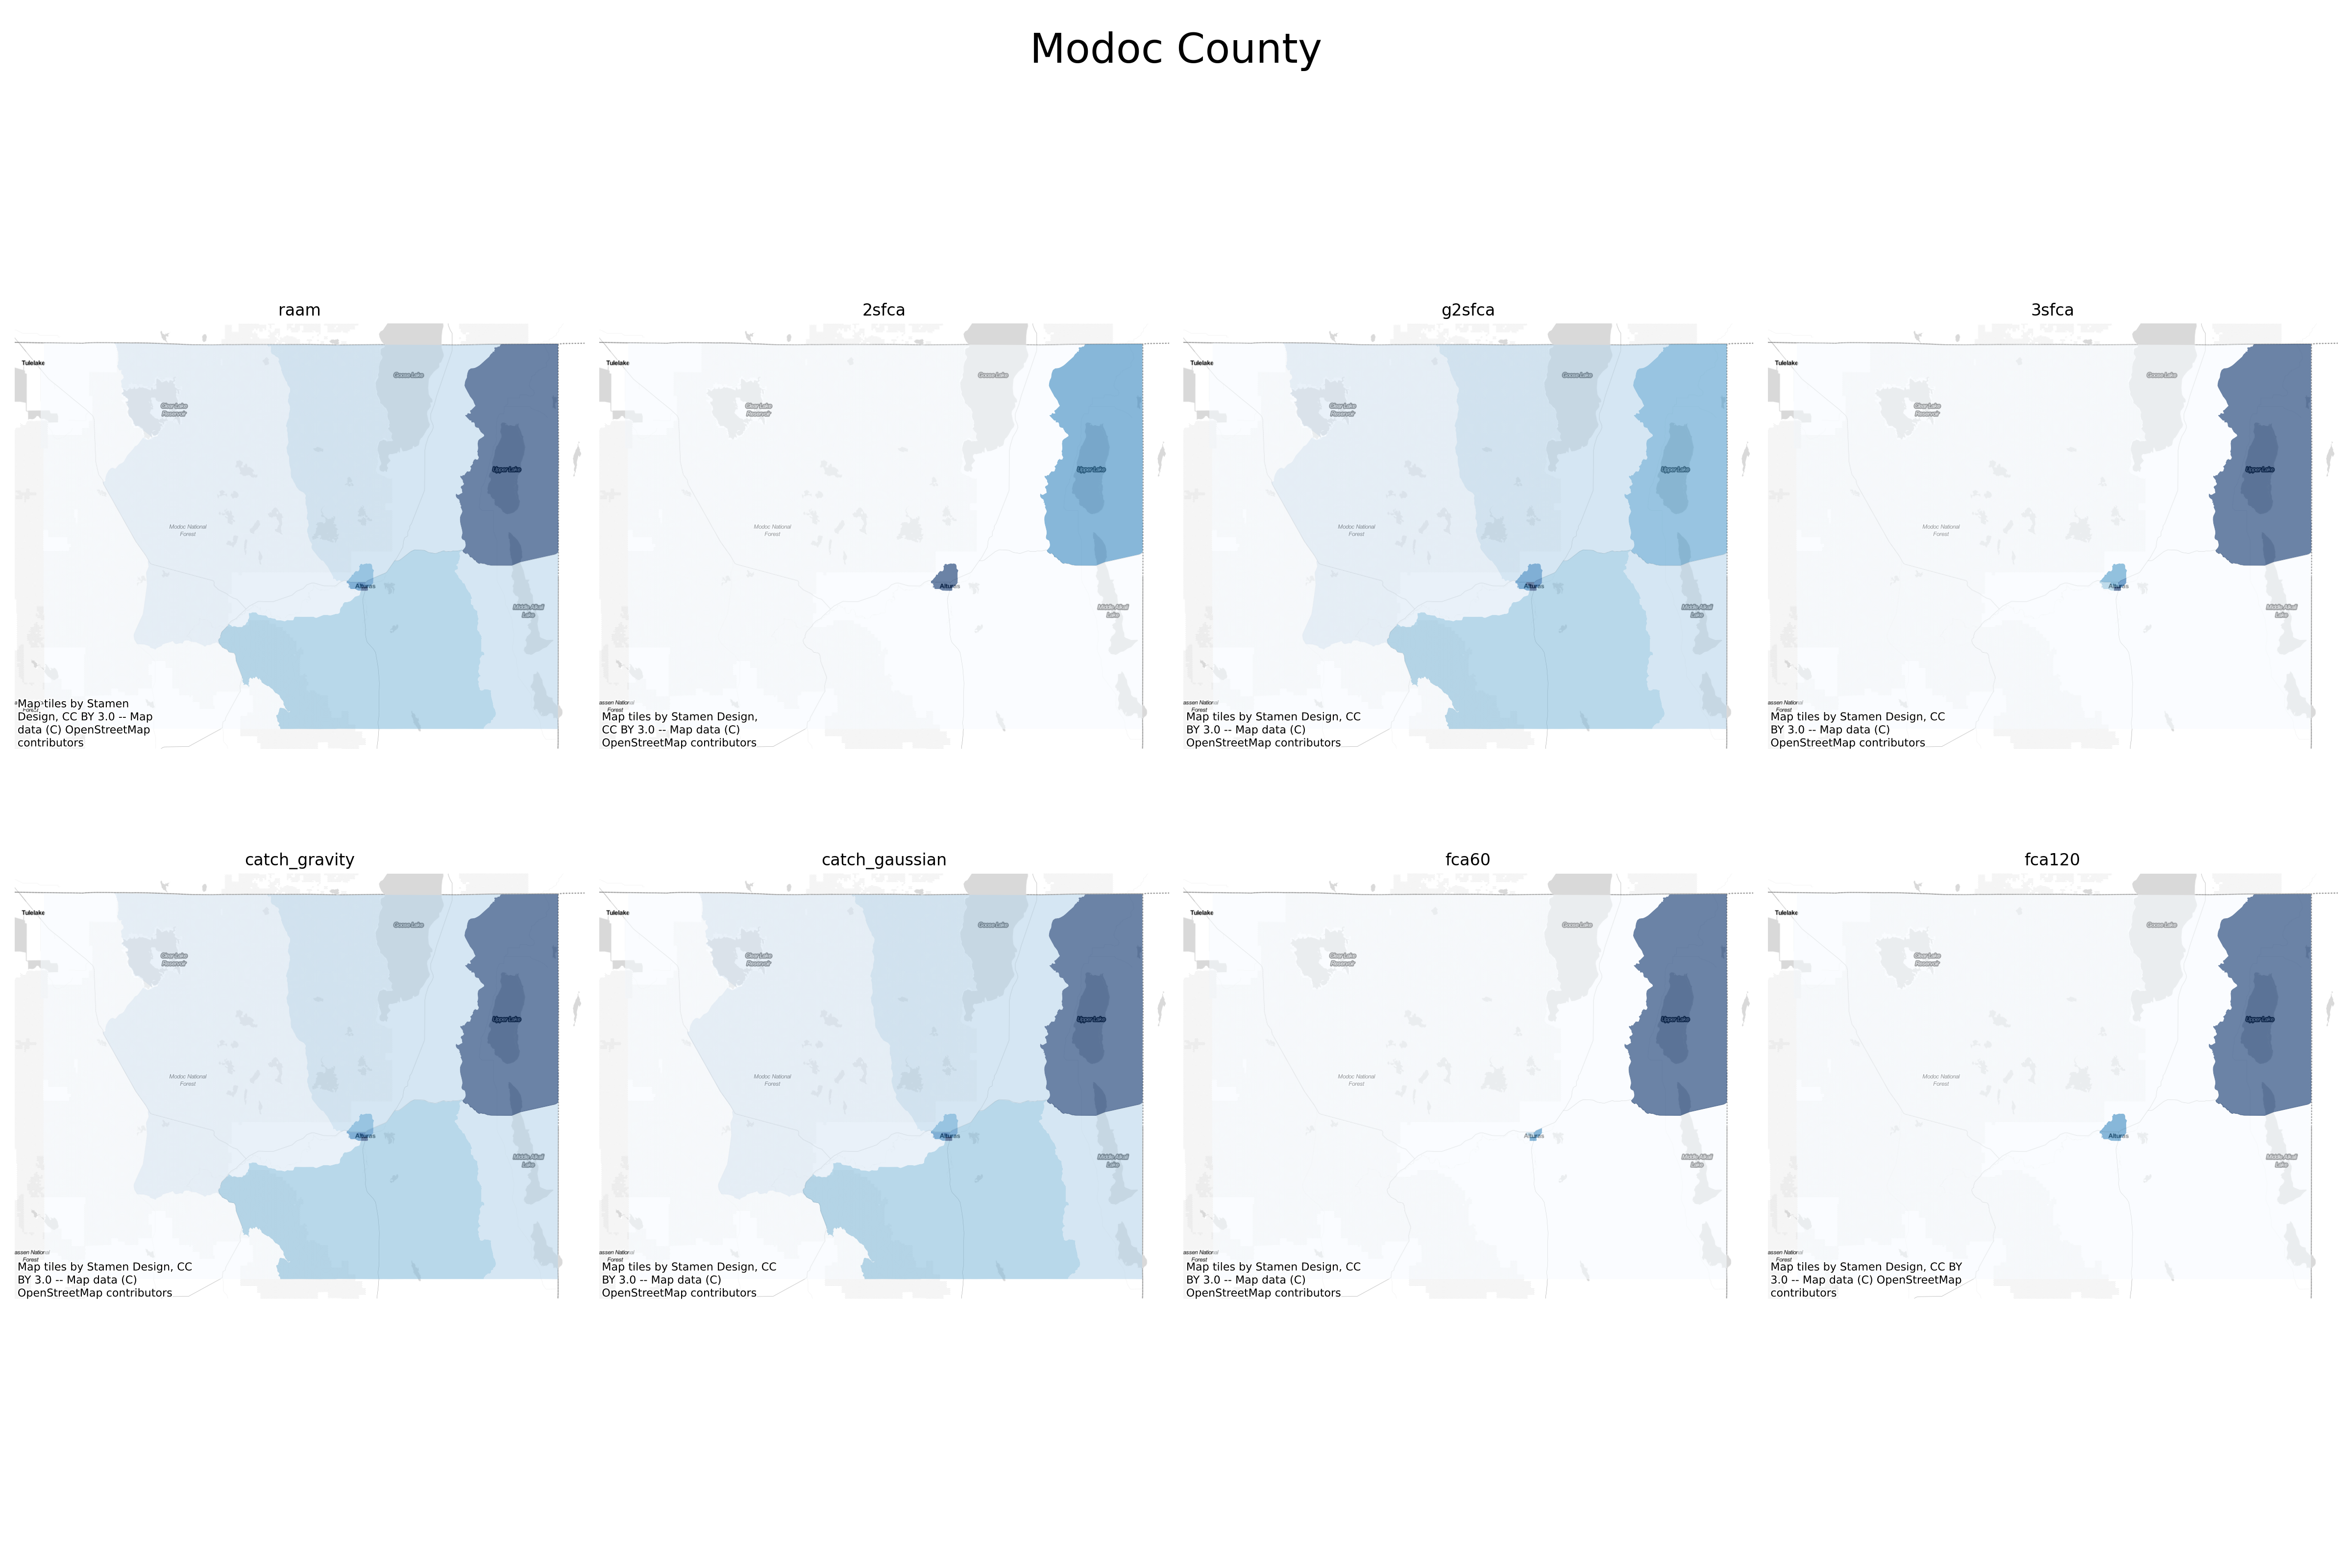 Modoc County
raam
2sfca
g2sfca
3sfca
Tulelake
Goose Lake
Clear Lake
Reservoir
Upper Lake
Modoc National
Forest
Alturas
Middle Alkali
Lake
Map tiles by Stamen
Design, CC BY 3.0 -- Map
data (C) OpenStreetMap
contributors
Tulelake
Goose Lake
Clear Lake
Reservoir
Upper Lake
Modoc National
Forest
Alturas
Middle Alkali
Lake
assen National
Forest
Map tiles by Stamen Design,
CC BY 3.0 -- Map data (C)
OpenStreetMap contributors
Tulelake
Goose Lake
Clear Lake
Reservoir
Upper Lake
Modoc National
Forest
Alturas
Middle Alkali
Lake
assen National
Forest
Map tiles by Stamen Design, CC
BY 3.0 -- Map data (C)
OpenStreetMap contributors
Tulelake
Goose Lake
Clear Lake
Reservoir
Upper Lake
Modoc National
Forest
Alturas
Middle Alkali
Lake
assen National
Forest
Map tiles by Stamen Design, CC
BY 3.0 -- Map data (C)
OpenStreetMap contributors
catch_gravity
catch_gaussian
fca60
fca120
Tulelake
Goose Lake
Clear Lake
Reservoir
Upper Lake
Modoc National
Forest
Alturas
Middle Alkali
Lake
assen National
Forest
Map tiles by Stamen Design, CC
BY 3.0 -- Map data (C)
OpenStreetMap contributors
Tulelake
Goose Lake
Clear Lake
Reservoir
Upper Lake
Modoc National
Forest
Alturas
Middle Alkali
Lake
assen National
Forest
Map tiles by Stamen Design, CC
BY 3.0 -- Map data (C)
OpenStreetMap contributors
Tulelake
Goose Lake
Clear Lake
Reservoir
Upper Lake
Modoc National
Forest
Alturas
Middle Alkali
Lake
assen National
Forest
Map tiles by Stamen Design, CC
BY 3.0 -- Map data (C)
OpenStreetMap contributors
Tulelake
Goose Lake
Clear Lake
Reservoir
Upper Lake
Modoc National
Forest
Alturas
Middle Alkali
Lake
assen National
Forest
Map tiles by Stamen Design, CC BY
3.0 -- Map data (C) OpenStreetMap
contributors